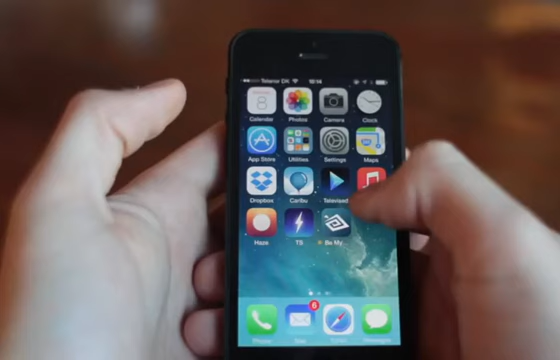 Telenor DK 10:14
8
Calendar Photos Camera Clock
App Store Utilities Settings Maps
Dropbox Caribu
Haze TS Be My
6
Phone Mail Safari Messages